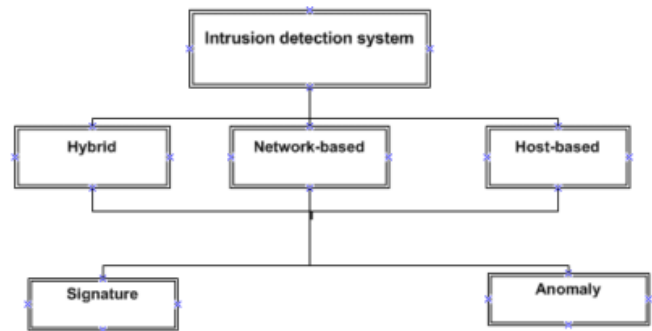 Intrusion detection system
Hybrid
Network-based
Host-based
Signature
Anomaly